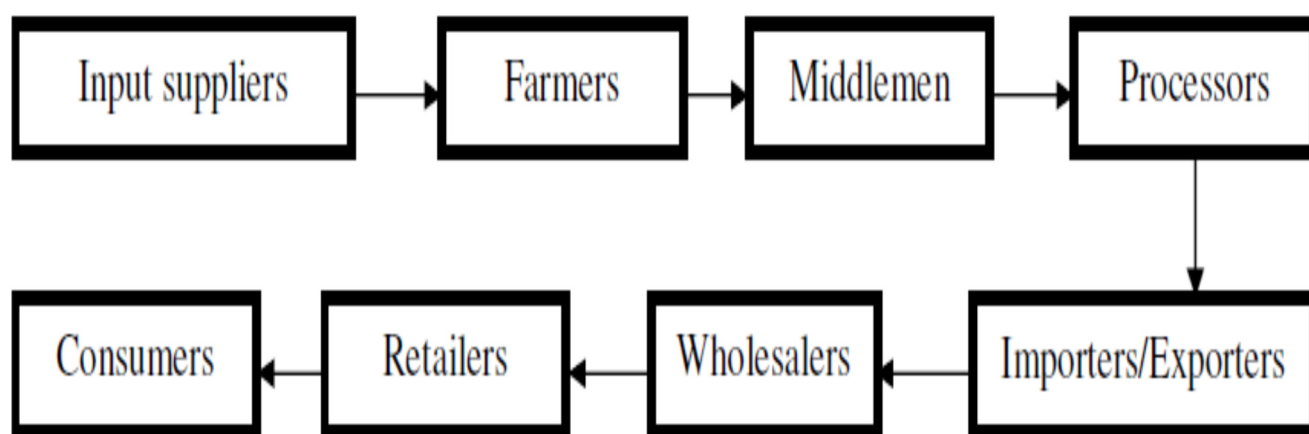 Input suppliers
Farmers
Middlemen
Processors
Importers/Exporters
Wholesalers
Retailers
Consumers